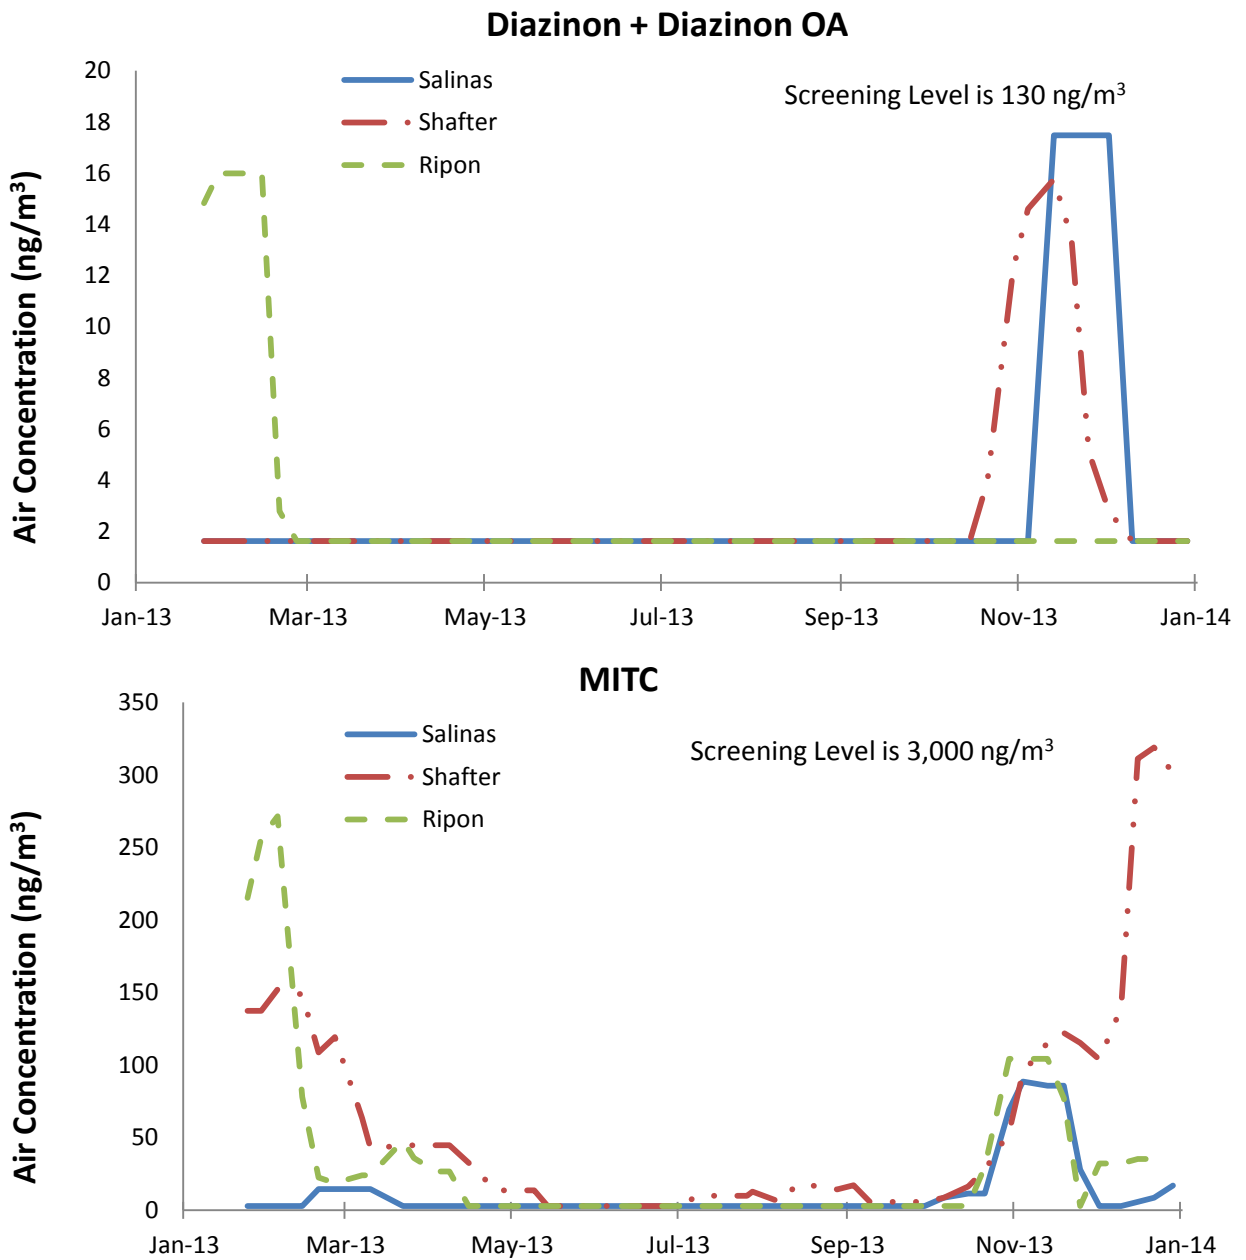 Diazinon + Diazinon OA
Air Concentration (ng/m³)
20
18
16
14
12
10
8
6
4
2
0
Salinas
Shafter
Ripon
Screening Level is 130 ng/m³
Jan-13 Mar-13 May-13 Jul-13 Sep-13 Nov-13 Jan-14
MITC
Air Concentration (ng/m³)
350
300
250
200
150
100
50
0
Salinas
Shafter
Ripon
Screening Level is 3,000 ng/m³
Jan-13 Mar-13 May-13 Jul-13 Sep-13 Nov-13 Jan-14